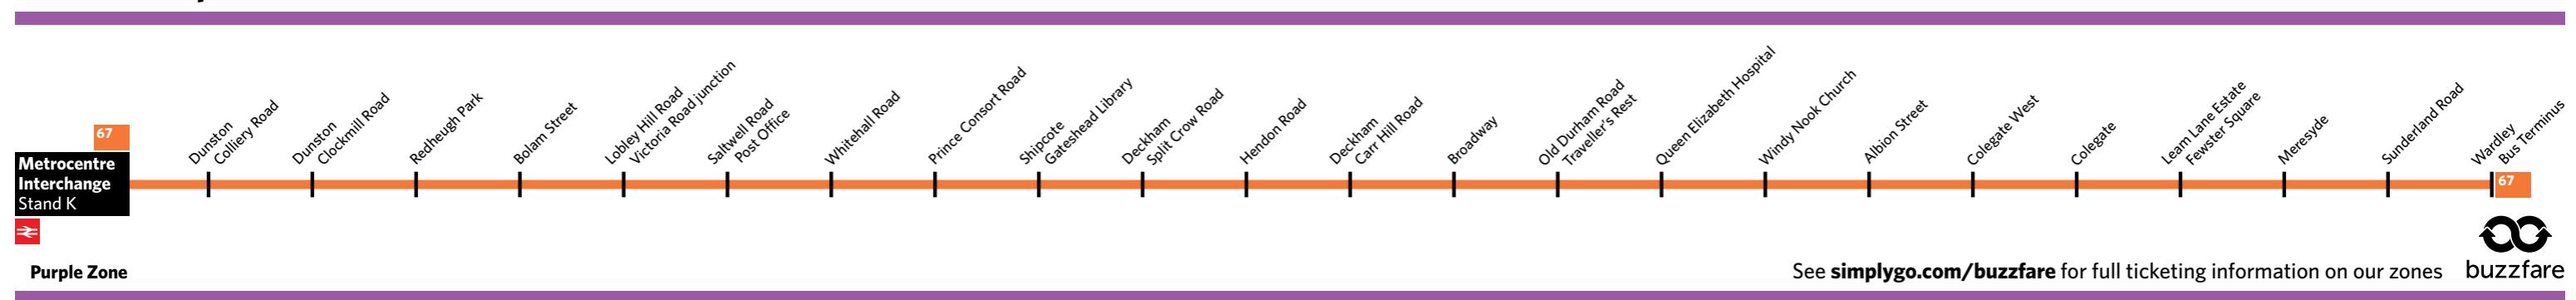 67
Metrocentre
Interchange
Stand K
Dunston
Colliery Road
Dunston
Clockmill Road
Redheugh Park
Bolam Street
Lobley Hill Road
Victoria Road junction
Saltwell Road
Post Office
Whitehall Road
Prince Consort Road
Shipcote
Gateshead Library
Deckham
Split Crow Road
Hendon Road
Deckham
Carr Hill Road
Broadway
Old Durham Road
Traveller's Rest
Queen Elizabeth Hospital
Windy Nook Church
Albion Street
Colegate West
Colegate
Leam Lane Estate
Fewster Square
Meresyde
Sunderland Road
Wardley
Bus Terminus
67
Purple Zone
See simplygo.com/buzzfare for full ticketing information on our zones
buzzfare